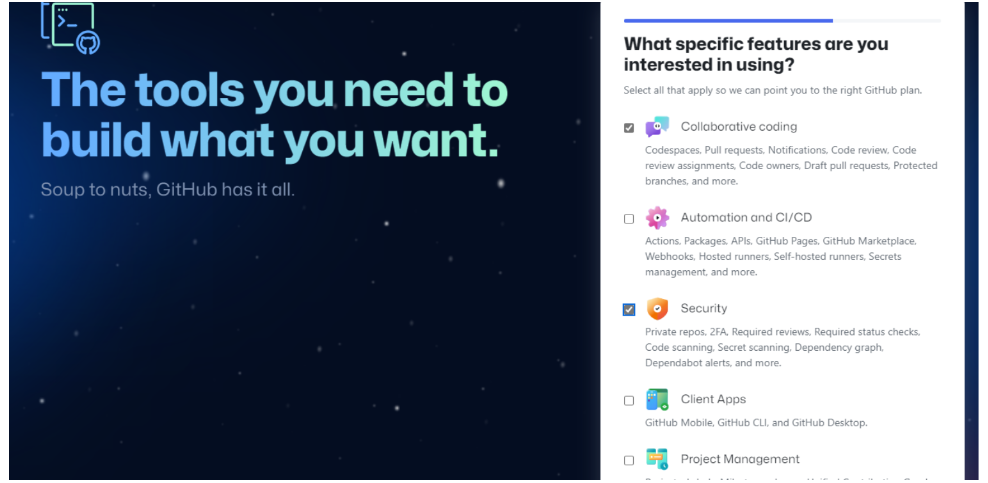 The tools you need to
build what you want.
Soup to nuts, GitHub has it all.
What specific features are you
interested in using?
Select all that apply so we can point you to the right GitHub plan.
Collaborative coding
Codespaces, Pull requests, Notifications, Code review, Code
review assignments, Code owners, Draft pull requests, Protected
branches, and more.
Automation and CI/CD
Actions, Packages, APIs, GitHub Pages, GitHub Marketplace,
Webhooks, Hosted runners, Self-hosted runners, Secrets
management, and more.
Security
Private repos, 2FA, Required reviews, Required status checks,
Code scanning, Secret scanning, Dependency graph,
Dependabot alerts, and more.
Client Apps
GitHub Mobile, GitHub CLI, and GitHub Desktop.
Project Management